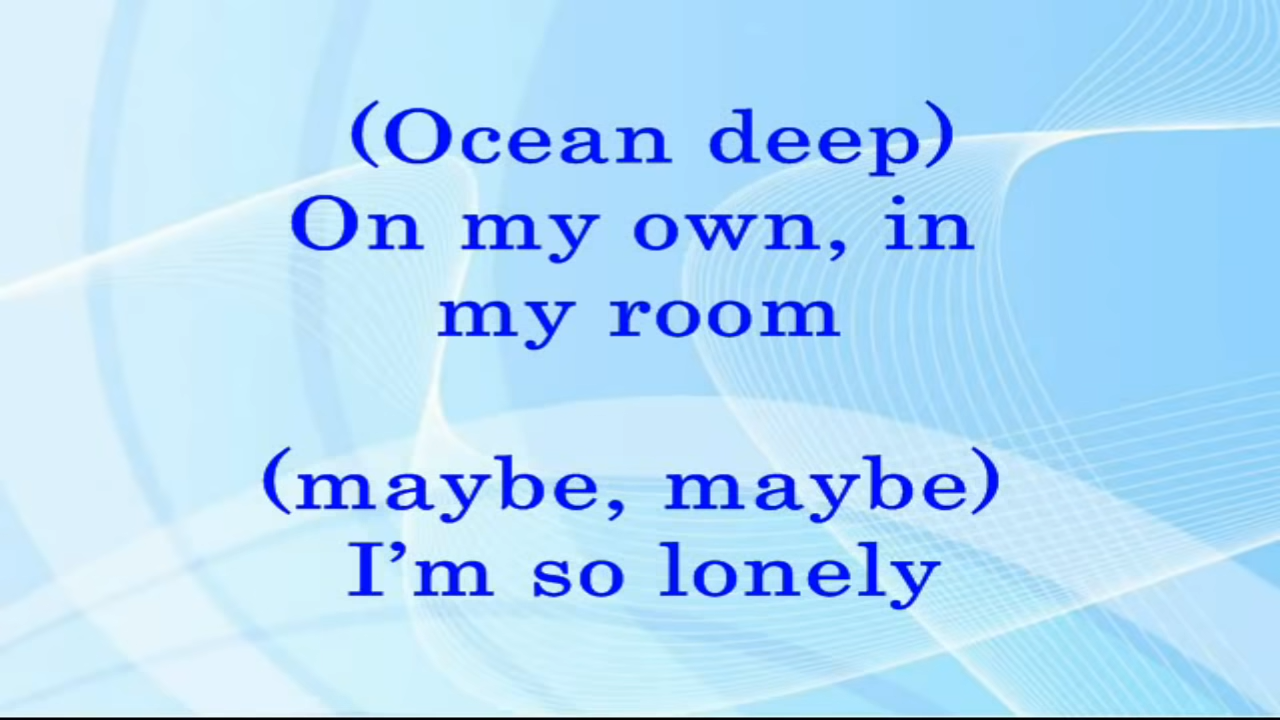 (Ocean deep)
On my own, in
my room
(maybe, maybe)
I’m so lonely